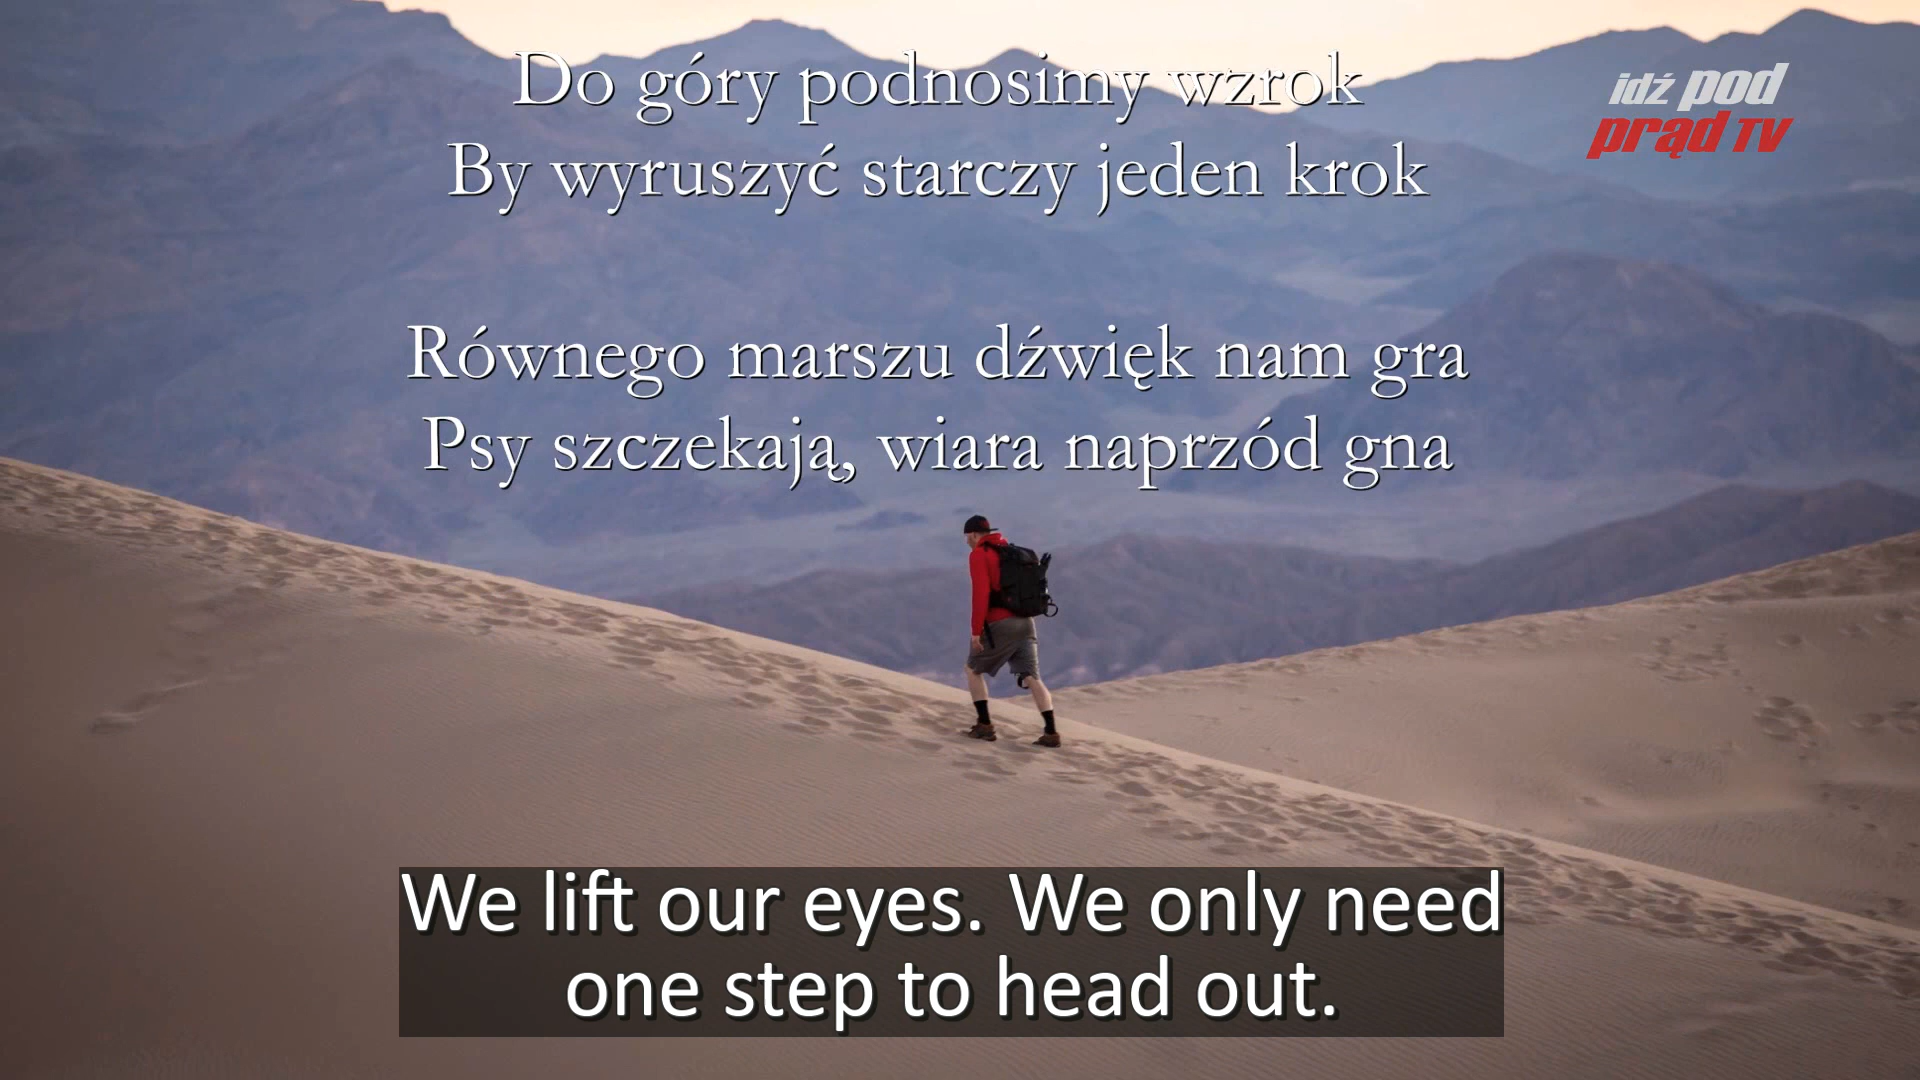 Do góry podnosimy wzrok
By wyruszyć starczy jeden krok
Równego marszu dźwięk nam gra
Psy szczekają, wiara naprzód gna
idź pod
prąd TV
We lift our eyes. We only need
one step to head out.